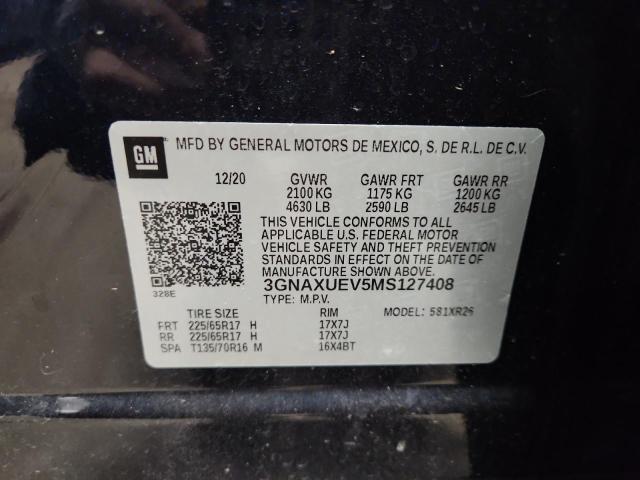 GM
MFD BY GENERAL MOTORS DE MEXICO, S. DE R.L. DE C.V.
12/20 GVWR GAWR FRT GAWR RR
2100 KG 1175 KG 1200 KG
4630 LB 2590 LB 2645 LB
THIS VEHICLE CONFORMS TO ALL
APPLICABLE U.S. FEDERAL MOTOR
VEHICLE SAFETY AND THEFT PREVENTION
STANDARDS IN EFFECT ON THE DATE OF
MANUFACTURE SHOWN ABOVE.
328E
3GNAXUEV5MS127408
TYPE: M.P.V. MODEL: 581XR26
TIRE SIZE RIM
FRT 225/65R17 H 17X7J
RR 225/65R17 H 17X7J
SPA T135/70R16 M 16X4BT